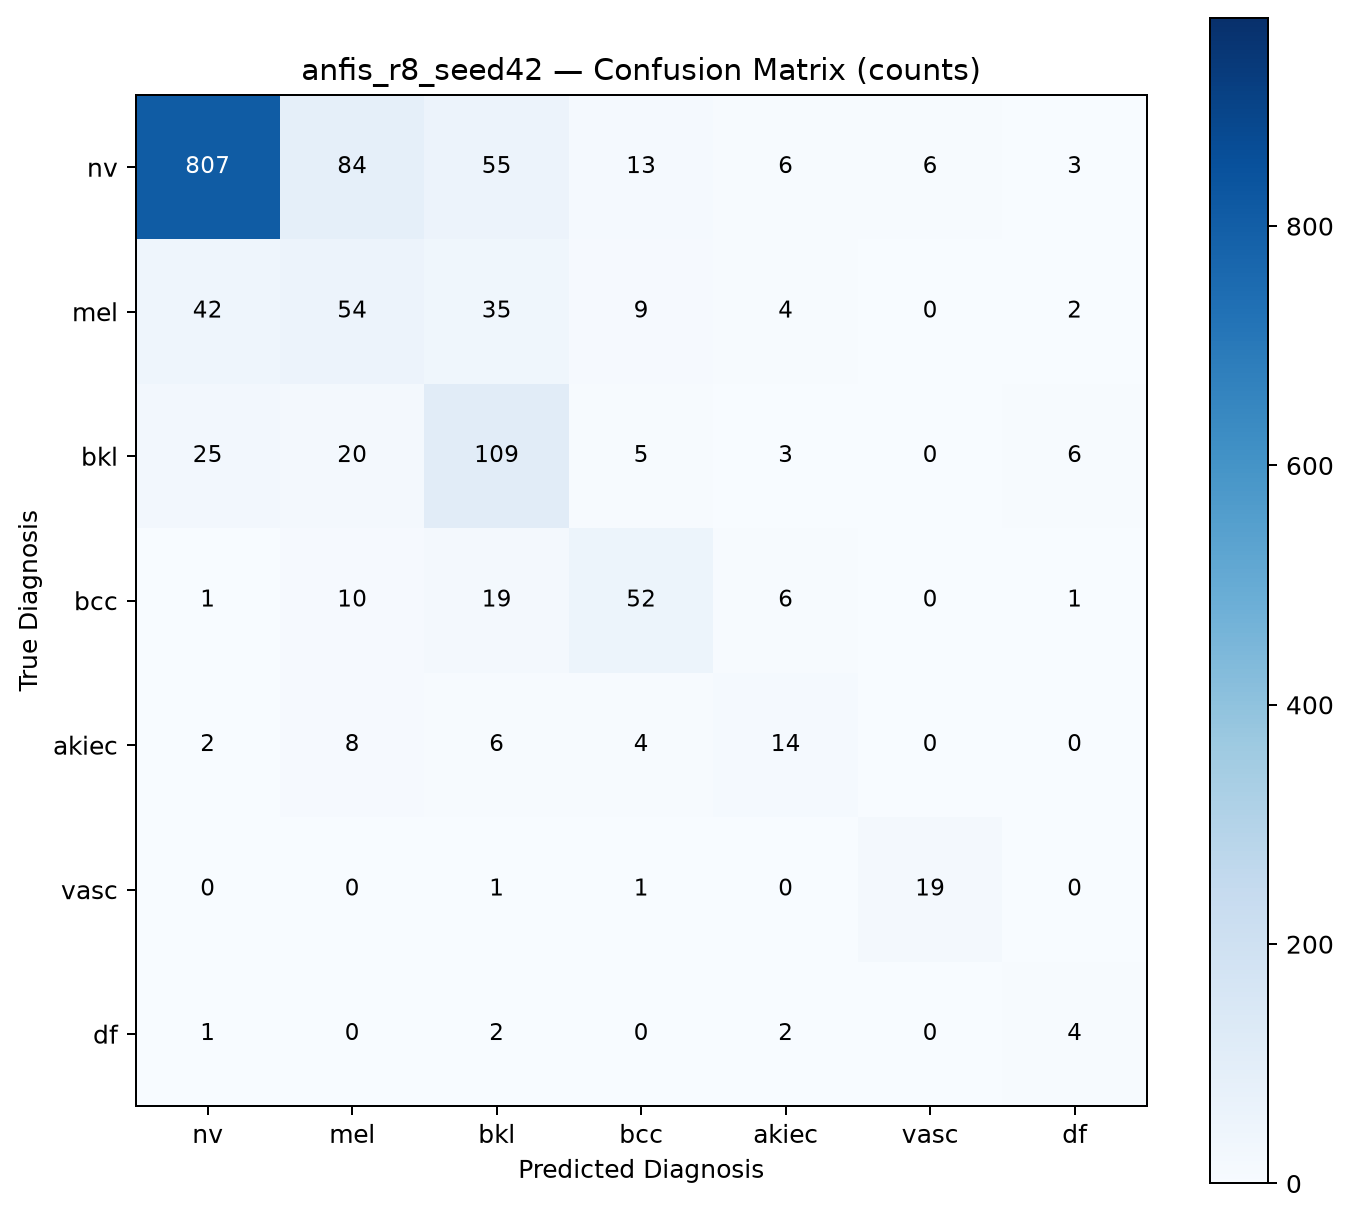 anfis_r8_seed42 — Confusion Matrix (counts)
nv 807 84 55 13 6 6 3
mel 42 54 35 9 4 0 2
bkl 25 20 109 5 3 0 6
bcc 1 10 19 52 6 0 1
akiec 2 8 6 4 14 0 0
vasc 0 0 1 1 0 19 0
df 1 0 2 0 2 0 4
nv mel bkl bcc akiec vasc df
Predicted Diagnosis
True Diagnosis
800
600
400
200
0